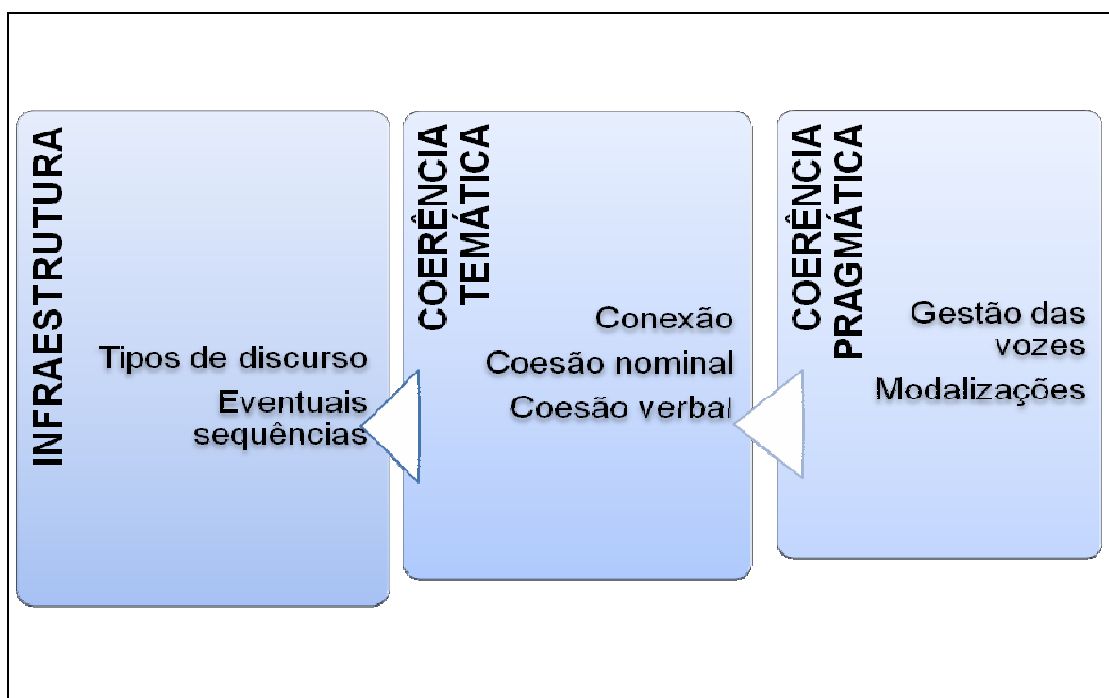 INFRAESTRUTURA
Tipos de discurso
Eventuais
sequências
COERÊNCIA
TEMÁTICA
Conexão
Coesão nominal
Coesão verbal
COERÊNCIA
PRAGMÁTICA
Gestão das
vozes
Modalizações